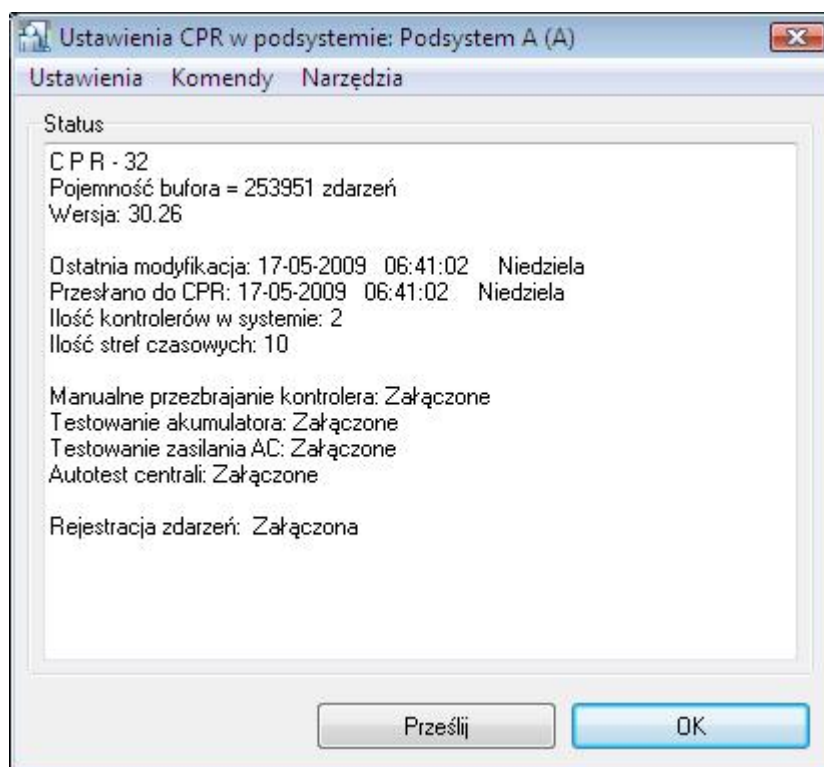 Ustawienia CPR w podsystemie: Podsystem A (A)
Ustawienia Komendy Narzędzia
Status
C P R - 32
Pojemność bufora = 253951 zdarzeń
Wersja: 30.26
Ostatnia modyfikacja: 17-05-2009 06:41:02 Niedziela
Przesłano do CPR: 17-05-2009 06:41:02 Niedziela
Ilość kontrolerów w systemie: 2
Ilość stref czasowych: 10
Manualne przezbrajanie kontrolera: Załączone
Testowanie akumulatora: Załączone
Testowanie zasilania AC: Załączone
Autotest centrali: Załączone
Rejestracja zdarzeń: Załączona
Prześlij
OK